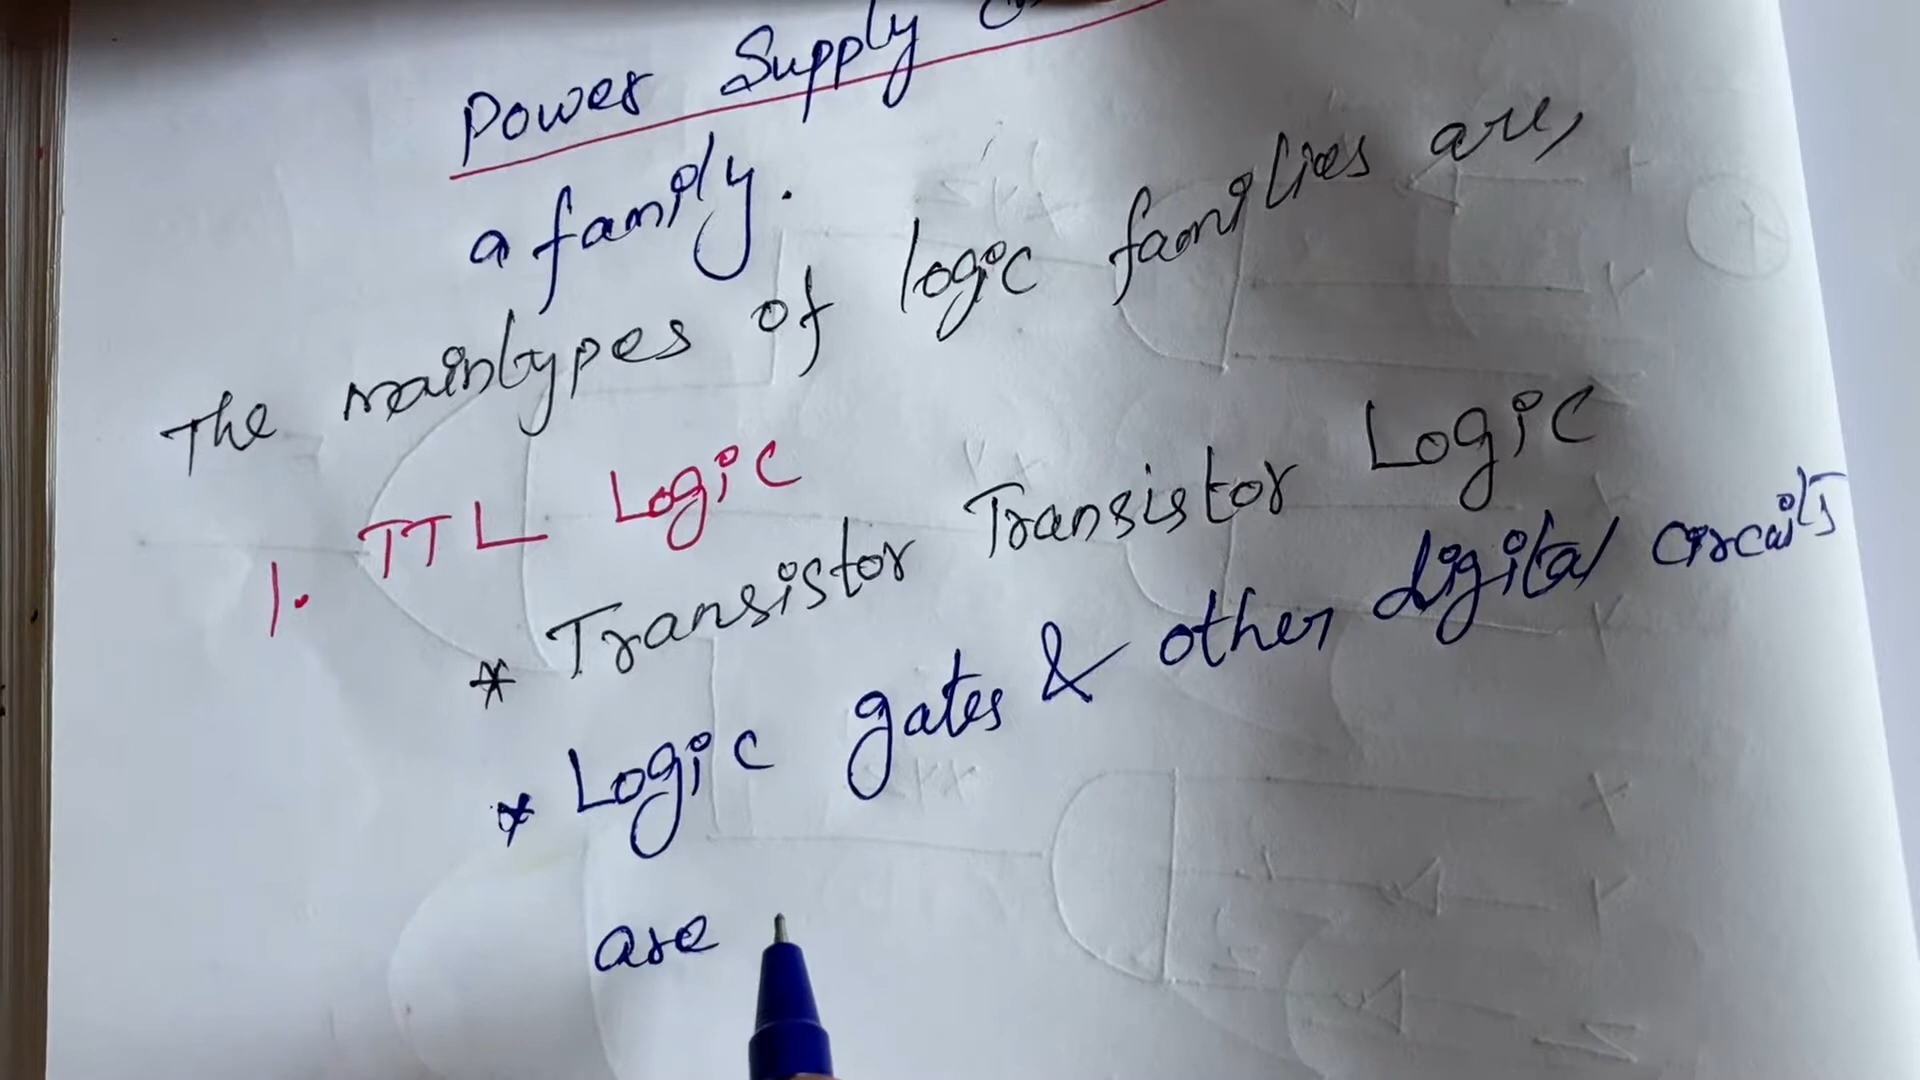 Power Supply
a family.
The maintypes of logic families are,
1. TTL Logic
* Transistor Transistor Logic
* Logic gates & other digital circuits
are